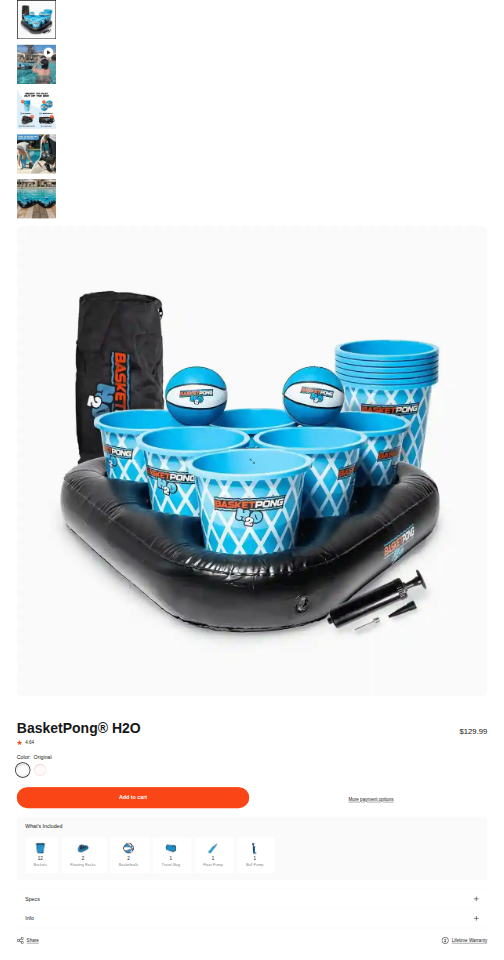 BASKETPONG
H2O
BASKETPONG
BASKETPONG
BASKETPONG
H2O
BASKETPONG
H2O
BasketPong® H2O
$129.99
4.64
Color: Original
Add to cart
More payment options
What's Included
12
Buckets
2
Floating Racks
2
Basketballs
1
Travel Bag
1
Floor Pump
1
Ball Pump
Specs
Info
Share
Lifetime Warranty